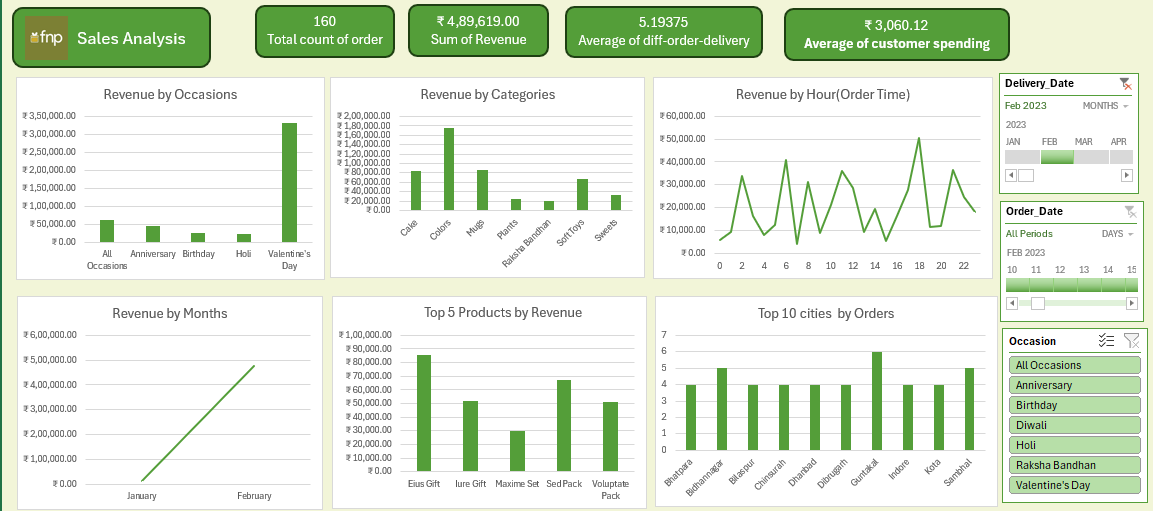 fnp
Sales Analysis
160
Total count of order
₹ 4,89,619.00
Sum of Revenue
5.19375
Average of diff-order-delivery
₹ 3,060.12
Average of customer spending
Revenue by Occasions
₹ 3,50,000.00
₹ 3,00,000.00
₹ 2,50,000.00
₹ 2,00,000.00
₹ 1,50,000.00
₹ 1,00,000.00
₹ 50,000.00
₹ 0.00
All Occasions
Anniversary
Birthday
Holi
Valentine's Day
Revenue by Categories
₹ 2,00,000.00
₹ 1,80,000.00
₹ 1,60,000.00
₹ 1,40,000.00
₹ 1,20,000.00
₹ 1,00,000.00
₹ 80,000.00
₹ 60,000.00
₹ 40,000.00
₹ 20,000.00
₹ 0.00
Cake
Colors
Mugs
Plants
Raksha Bandhan
Soft Toys
Sweets
Revenue by Hour(Order Time)
₹ 60,000.00
₹ 50,000.00
₹ 40,000.00
₹ 30,000.00
₹ 20,000.00
₹ 10,000.00
₹ 0.00
0 2 4 6 8 10 12 14 16 18 20 22
Delivery_Date
Feb 2023 MONTHS
2023
JAN FEB MAR APR
Order_Date
All Periods DAYS
FEB 2023
10 11 12 13 14 15
Revenue by Months
₹ 6,00,000.00
₹ 5,00,000.00
₹ 4,00,000.00
₹ 3,00,000.00
₹ 2,00,000.00
₹ 1,00,000.00
₹ 0.00
January February
Top 5 Products by Revenue
₹ 1,00,000.00
₹ 90,000.00
₹ 80,000.00
₹ 70,000.00
₹ 60,000.00
₹ 50,000.00
₹ 40,000.00
₹ 30,000.00
₹ 20,000.00
₹ 10,000.00
₹ 0.00
Eius Gift
Iure Gift
Maxime Set
Sed Pack
Voluptate Pack
Top 10 cities by Orders
7
6
5
4
3
2
1
0
Bhatpara
Bidhannagar
Bilaspur
Chinsurah
Dhanbad
Dibrugarh
Guntakal
Indore
Kota
Sambhal
Occasion
All Occasions
Anniversary
Birthday
Diwali
Holi
Raksha Bandhan
Valentine's Day